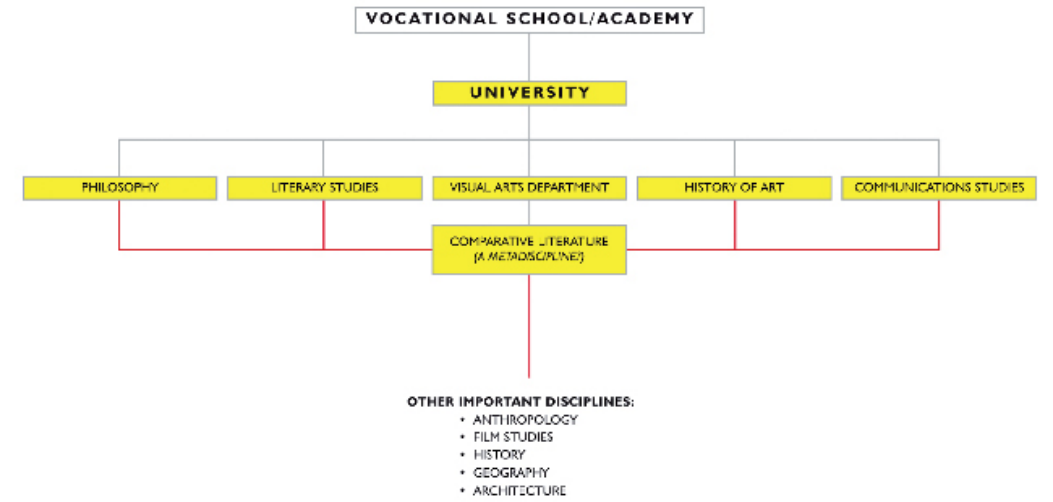 VOCATIONAL SCHOOL/ACADEMY
UNIVERSITY
PHILOSOPHY
LITERARY STUDIES
VISUAL ARTS DEPARTMENT
HISTORY OF ART
COMMUNICATIONS STUDIES
COMPARATIVE LITERATURE
(A METADISCIPLINE?)
OTHER IMPORTANT DISCIPLINES:
• ANTHROPOLOGY
• FILM STUDIES
• HISTORY
• GEOGRAPHY
• ARCHITECTURE